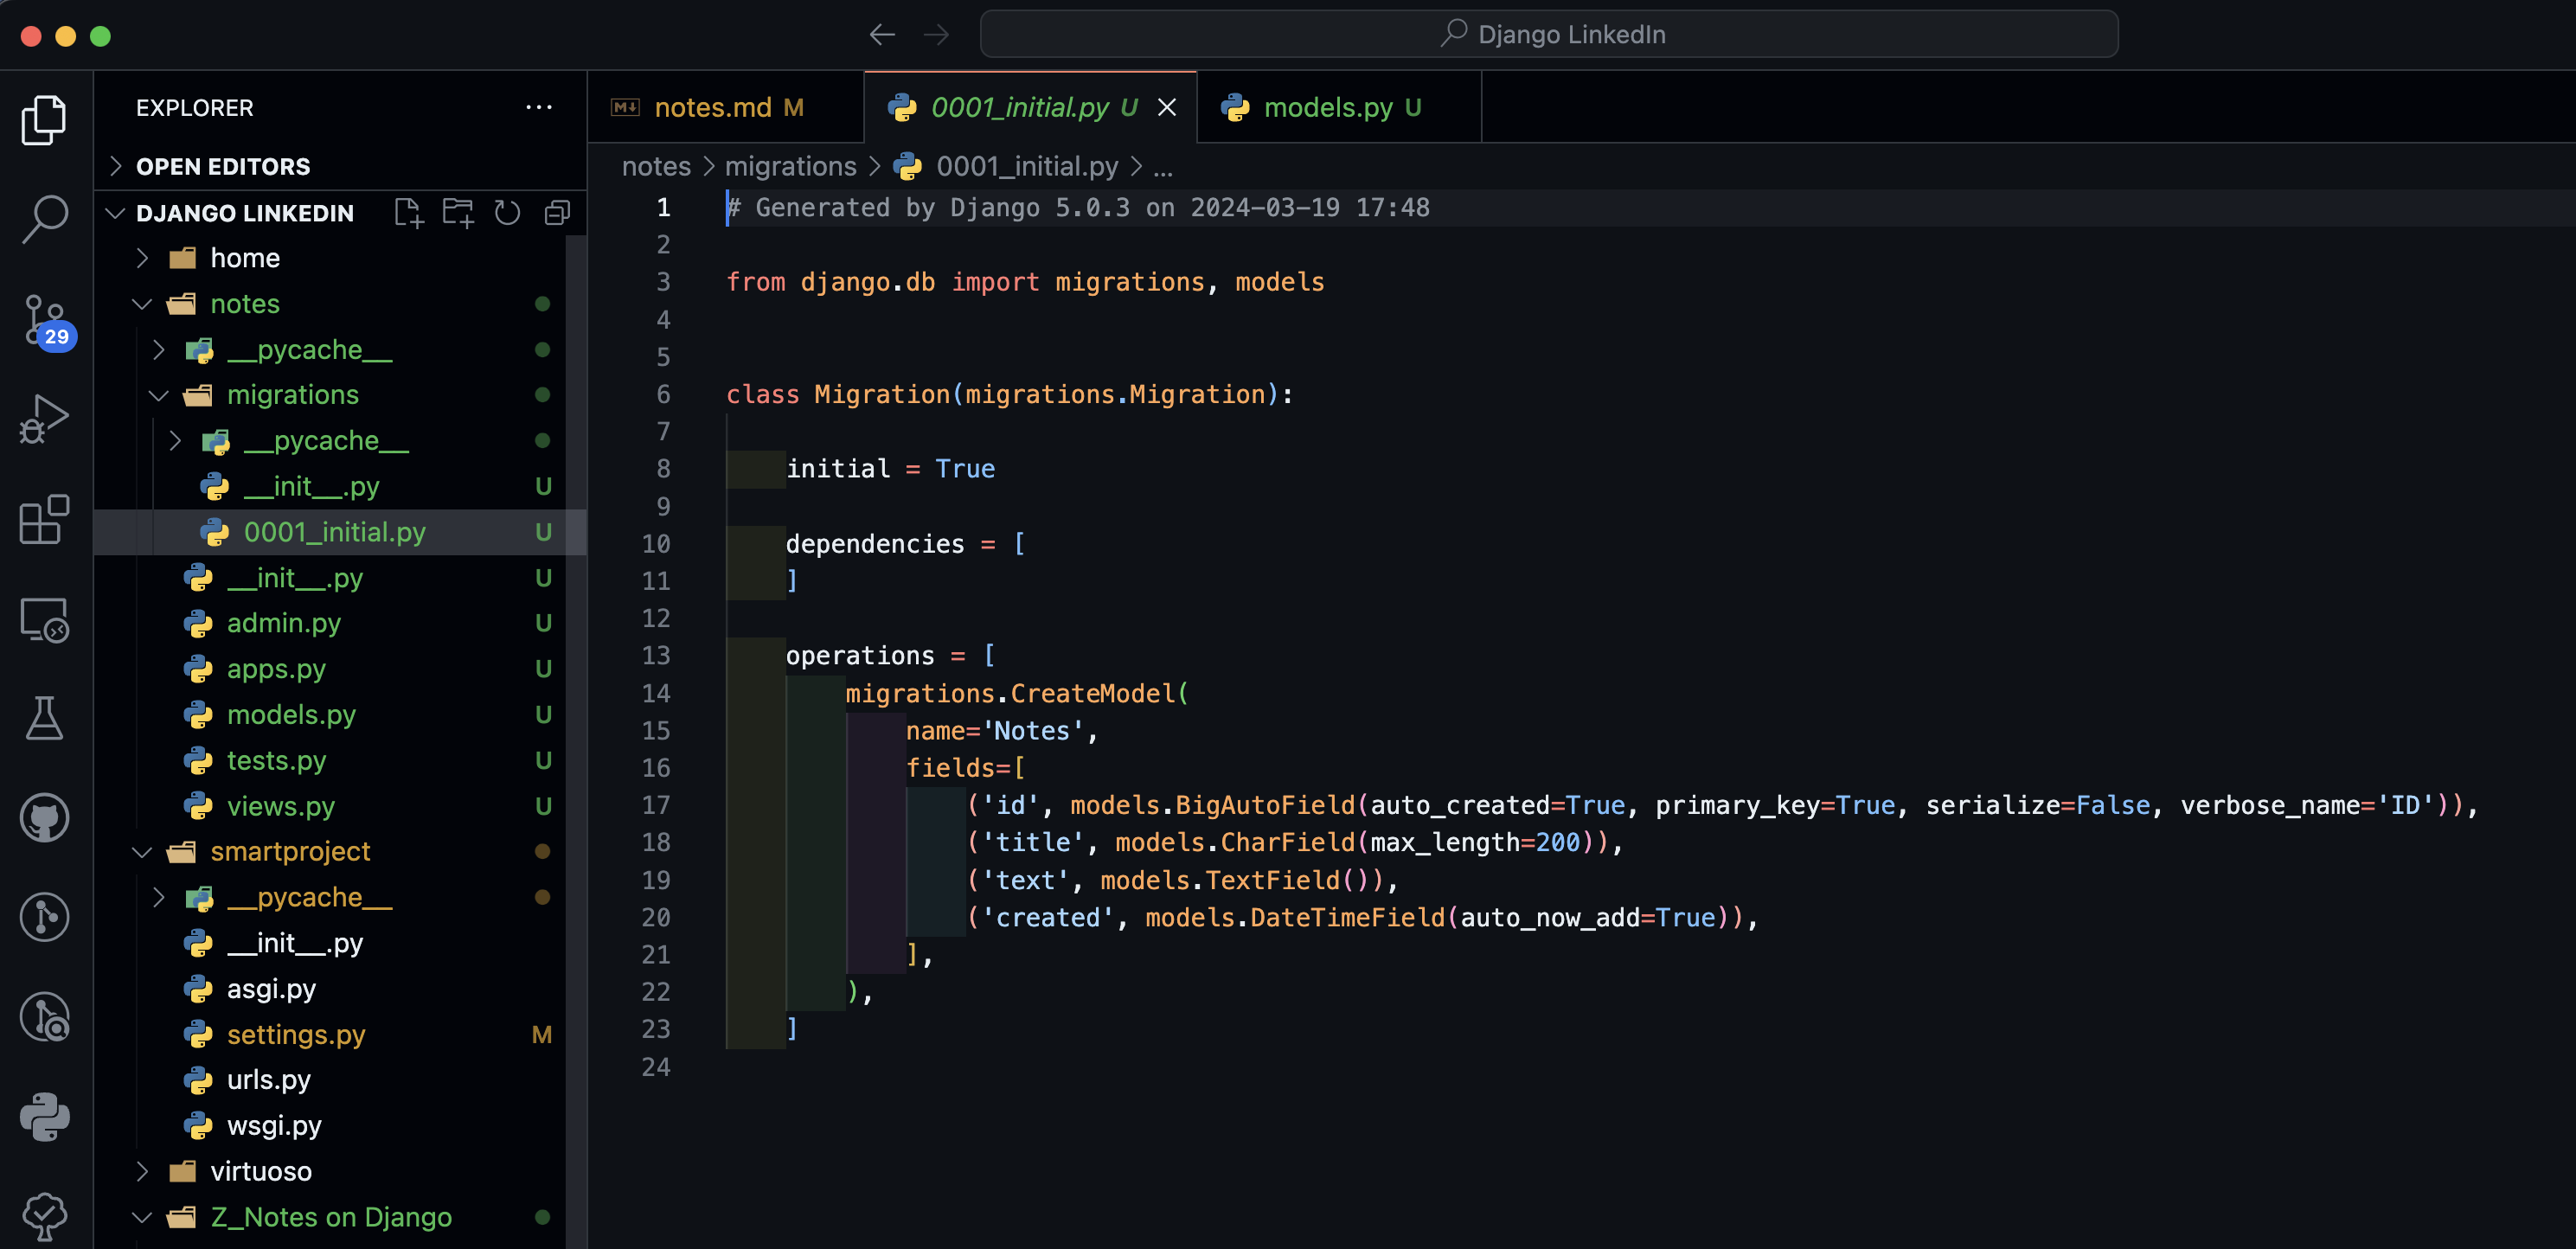 Django LinkedIn
EXPLORER
OPEN EDITORS
DJANGO LINKEDIN
home
notes
__pycache__
migrations
__pycache__
__init__.py U
0001_initial.py U
__init__.py U
admin.py U
apps.py U
models.py U
tests.py U
views.py U
smartproject
__pycache__
__init__.py
asgi.py
settings.py M
urls.py
wsgi.py
virtuoso
Z_Notes on Django
29
notes.md M
0001_initial.py U
models.py U
notes > migrations > 0001_initial.py > ...
1 # Generated by Django 5.0.3 on 2024-03-19 17:48
2
3 from django.db import migrations, models
4
5
6 class Migration(migrations.Migration):
7
8     initial = True
9
10     dependencies = [
11     ]
12
13     operations = [
14         migrations.CreateModel(
15             name='Notes',
16             fields=[
17                 ('id', models.BigAutoField(auto_created=True, primary_key=True, serialize=False, verbose_name='ID')),
18                 ('title', models.CharField(max_length=200)),
19                 ('text', models.TextField()),
20                 ('created', models.DateTimeField(auto_now_add=True)),
21             ],
22         ),
23     ]
24